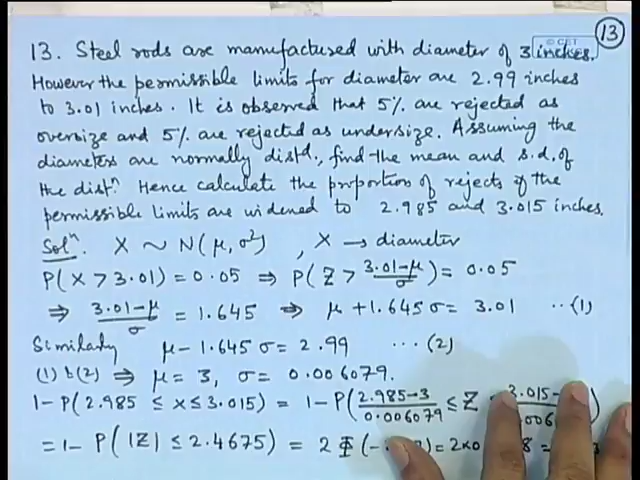 13
13. Steel rods are manufactused with diameter of 3 inches.
However the permissible limits for diameter are 2.99 inches
to 3.01 inches. It is observed that 5% are rejected as
oversize and 5% are rejected as undersize. Assuming the
diameters are normally distd., find the mean and s.d. of
the distn. Hence calculate the proportion of rejects if the
permissible limits are widened to 2.985 and 3.015 inches.
Soln. X ~ N(μ, σ²), X → diameter
P(X > 3.01) = 0.05 ⇒ P(Z > (3.01-μ)/σ) = 0.05
⇒ (3.01-μ)/σ = 1.645 ⇒ μ + 1.645 σ = 3.01 ...(1)
Similarly μ - 1.645 σ = 2.99 ...(2)
(1) & (2) ⇒ μ = 3, σ = 0.006079.
1 - P(2.985 ≤ X ≤ 3.015) = 1 - P((2.985-3)/0.006079 ≤ Z
= 1 - P(|Z| ≤ 2.4675) = 2 Φ(-